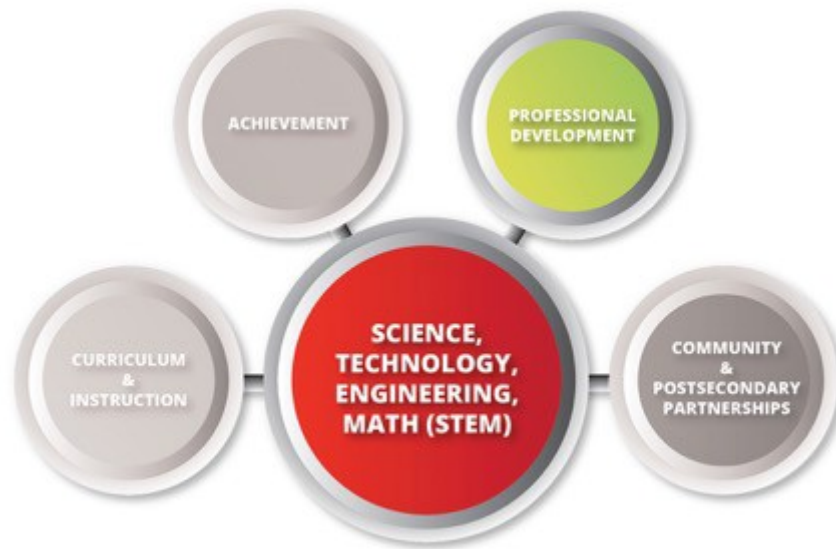 ACHIEVEMENT
PROFESSIONAL
DEVELOPMENT
CURRICULUM
&
INSTRUCTION
SCIENCE,
TECHNOLOGY,
ENGINEERING,
MATH (STEM)
COMMUNITY
&
POSTSECONDARY
PARTNERSHIPS